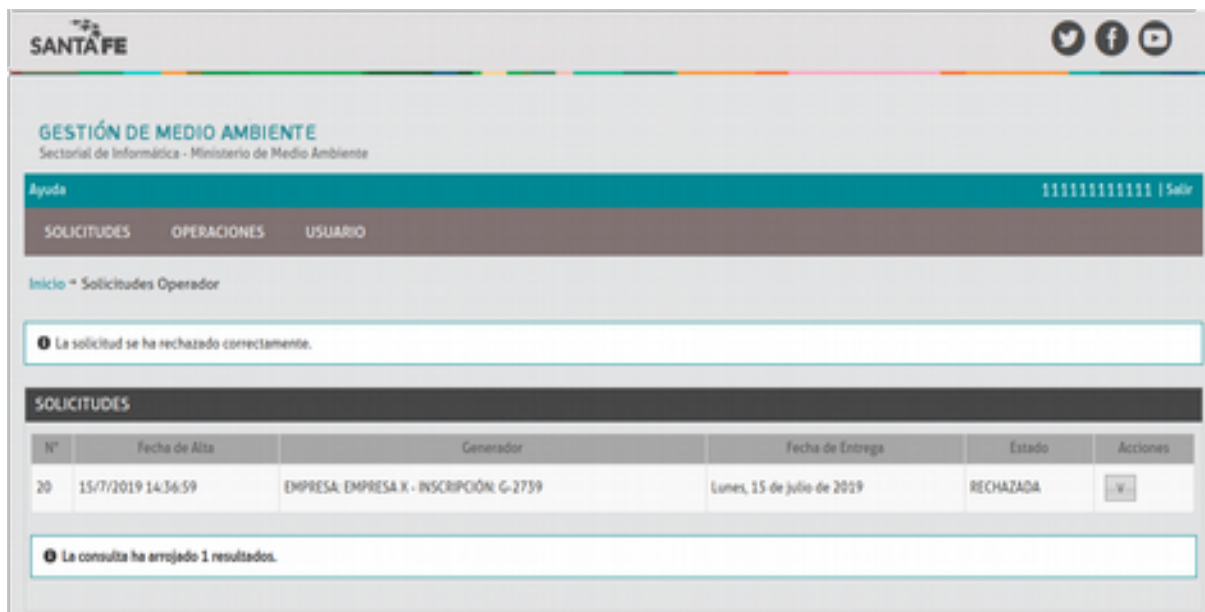 SANTA FE
GESTIÓN DE MEDIO AMBIENTE
Sectorial de Informática - Ministerio de Medio Ambiente
Ayuda 111111111111 | Salir
SOLICITUDES OPERACIONES USUARIO
Inicio → Solicitudes Operador
La solicitud se ha rechazado correctamente.
SOLICITUDES
N° Fecha de Alta Generador Fecha de Entrega Estado Acciones
20 15/7/2019 14:36:59 EMPRESA: EMPRESA X - INSCRIPCIÓN: G-2739 Lunes, 15 de julio de 2019 RECHAZADA V
La consulta ha arrojado 1 resultados.